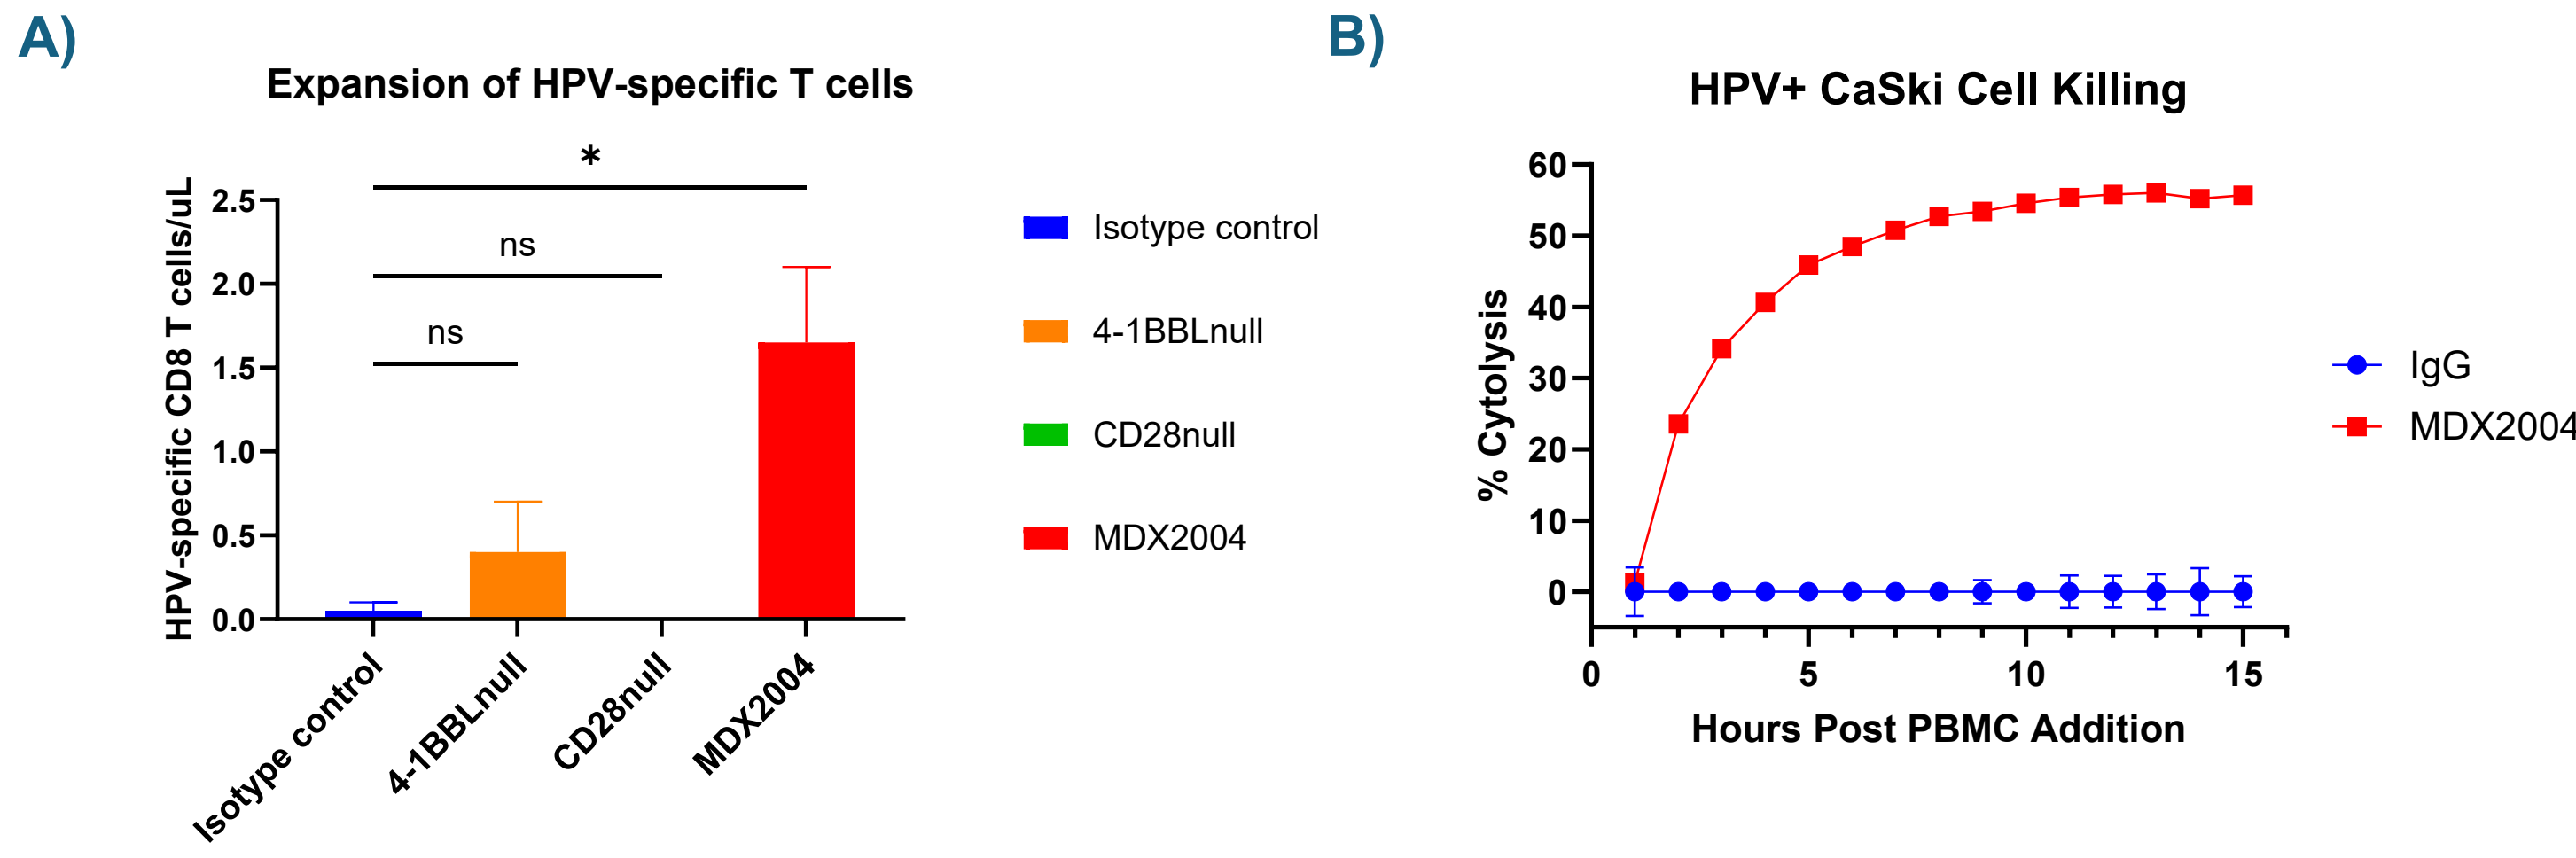 A)
Expansion of HPV-specific T cells
HPV-specific CD8 T cells/uL
2.5
2.0
1.5
1.0
0.5
0.0
*
ns
ns
Isotype control
4-1BBLnull
CD28null
MDX2004
Isotype control
4-1BBLnull
CD28null
MDX2004
B)
HPV+ CaSki Cell Killing
% Cytolysis
60
50
40
30
20
10
0
0
5
10
15
Hours Post PBMC Addition
IgG
MDX2004